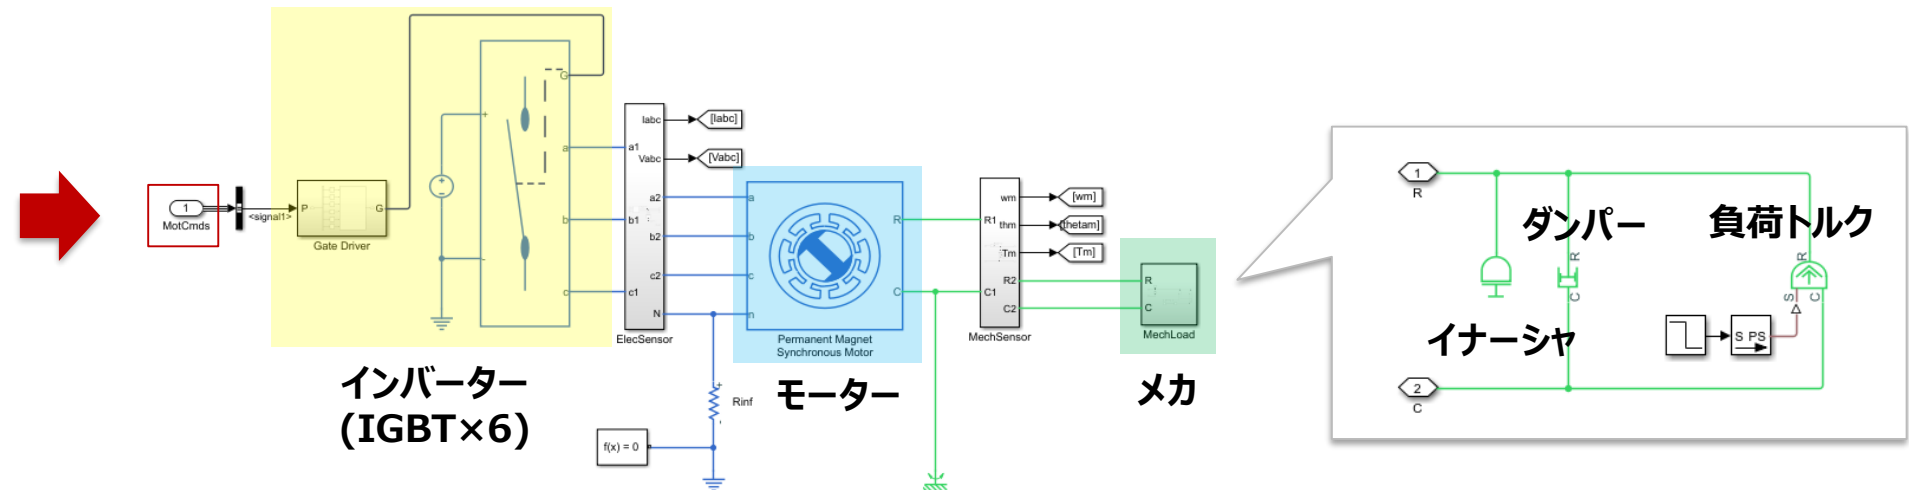 1
MotCmds
<signal1>
P
G
Gate Driver
G
+
-
a
b
c
インバーター
(IGBT×6)
Iabc
Vabc
a1
a2
b1
b2
c2
c1
N
ElecSensor
[Iabc]
[Vabc]
a
b
c
n
R
C
Permanent Magnet
Synchronous Motor
モーター
+
-
Rinf
f(x) = 0
wm
R1
thm
Tm
R2
C1
C2
MechSensor
[wm]
[thetam]
[Tm]
R
C
MechLoad
メカ
1
R
ダンパー
負荷トルク
R
C
R
S
C
イナーシャ
S PS
2
C